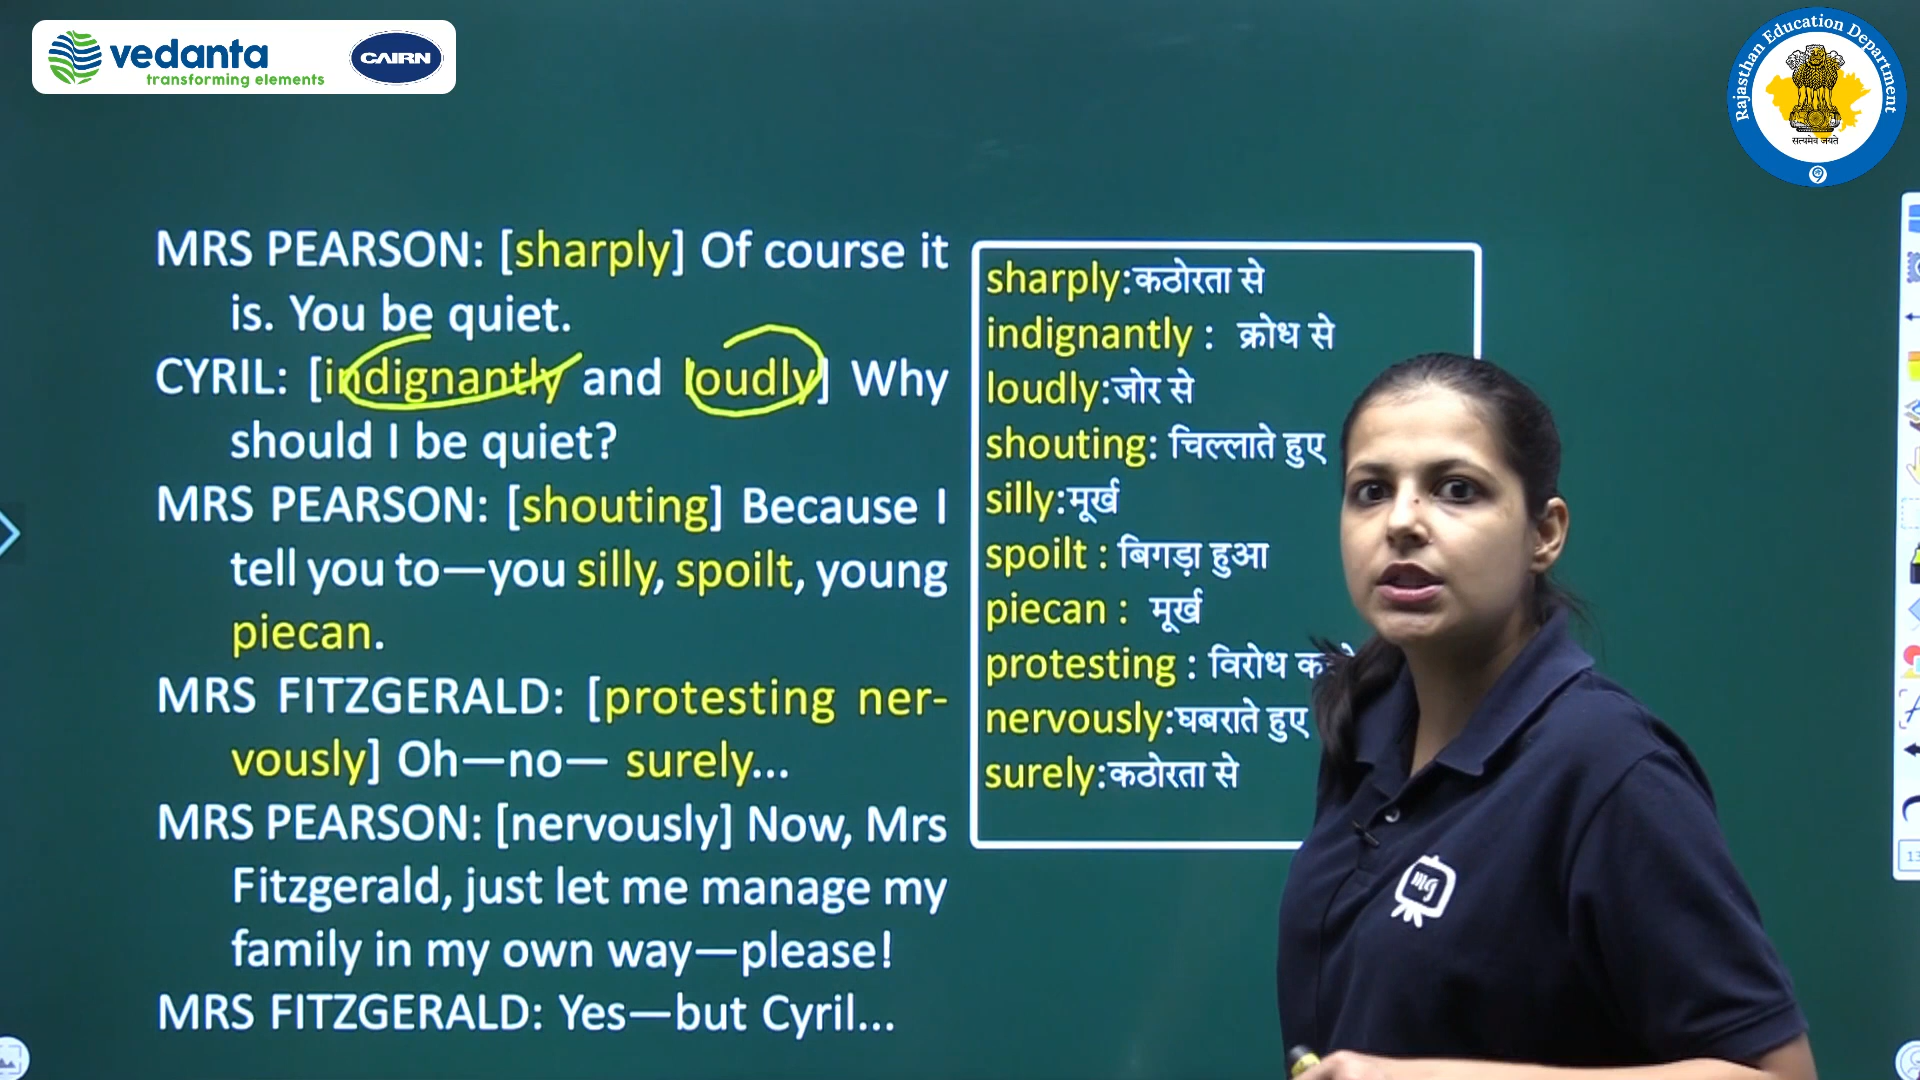 vedanta
transforming elements
CAIRN
Rajasthan Education Department
सत्यमेव जयते
MRS PEARSON: [sharply] Of course it
is. You be quiet.
CYRIL: [indignantly and loudly] Why
should I be quiet?
MRS PEARSON: [shouting] Because I
tell you to—you silly, spoilt, young
piecan.
MRS FITZGERALD: [protesting ner-
vously] Oh—no— surely...
MRS PEARSON: [nervously] Now, Mrs
Fitzgerald, just let me manage my
family in my own way—please!
MRS FITZGERALD: Yes—but Cyril...
sharply:कठोरता से
indignantly : क्रोध से
loudly:जोर से
shouting: चिल्लाते हुए
silly:मूर्ख
spoilt : बिगड़ा हुआ
piecan : मूर्ख
protesting : विरोध
nervously:घबराते हुए
surely:कठोरता से
mg